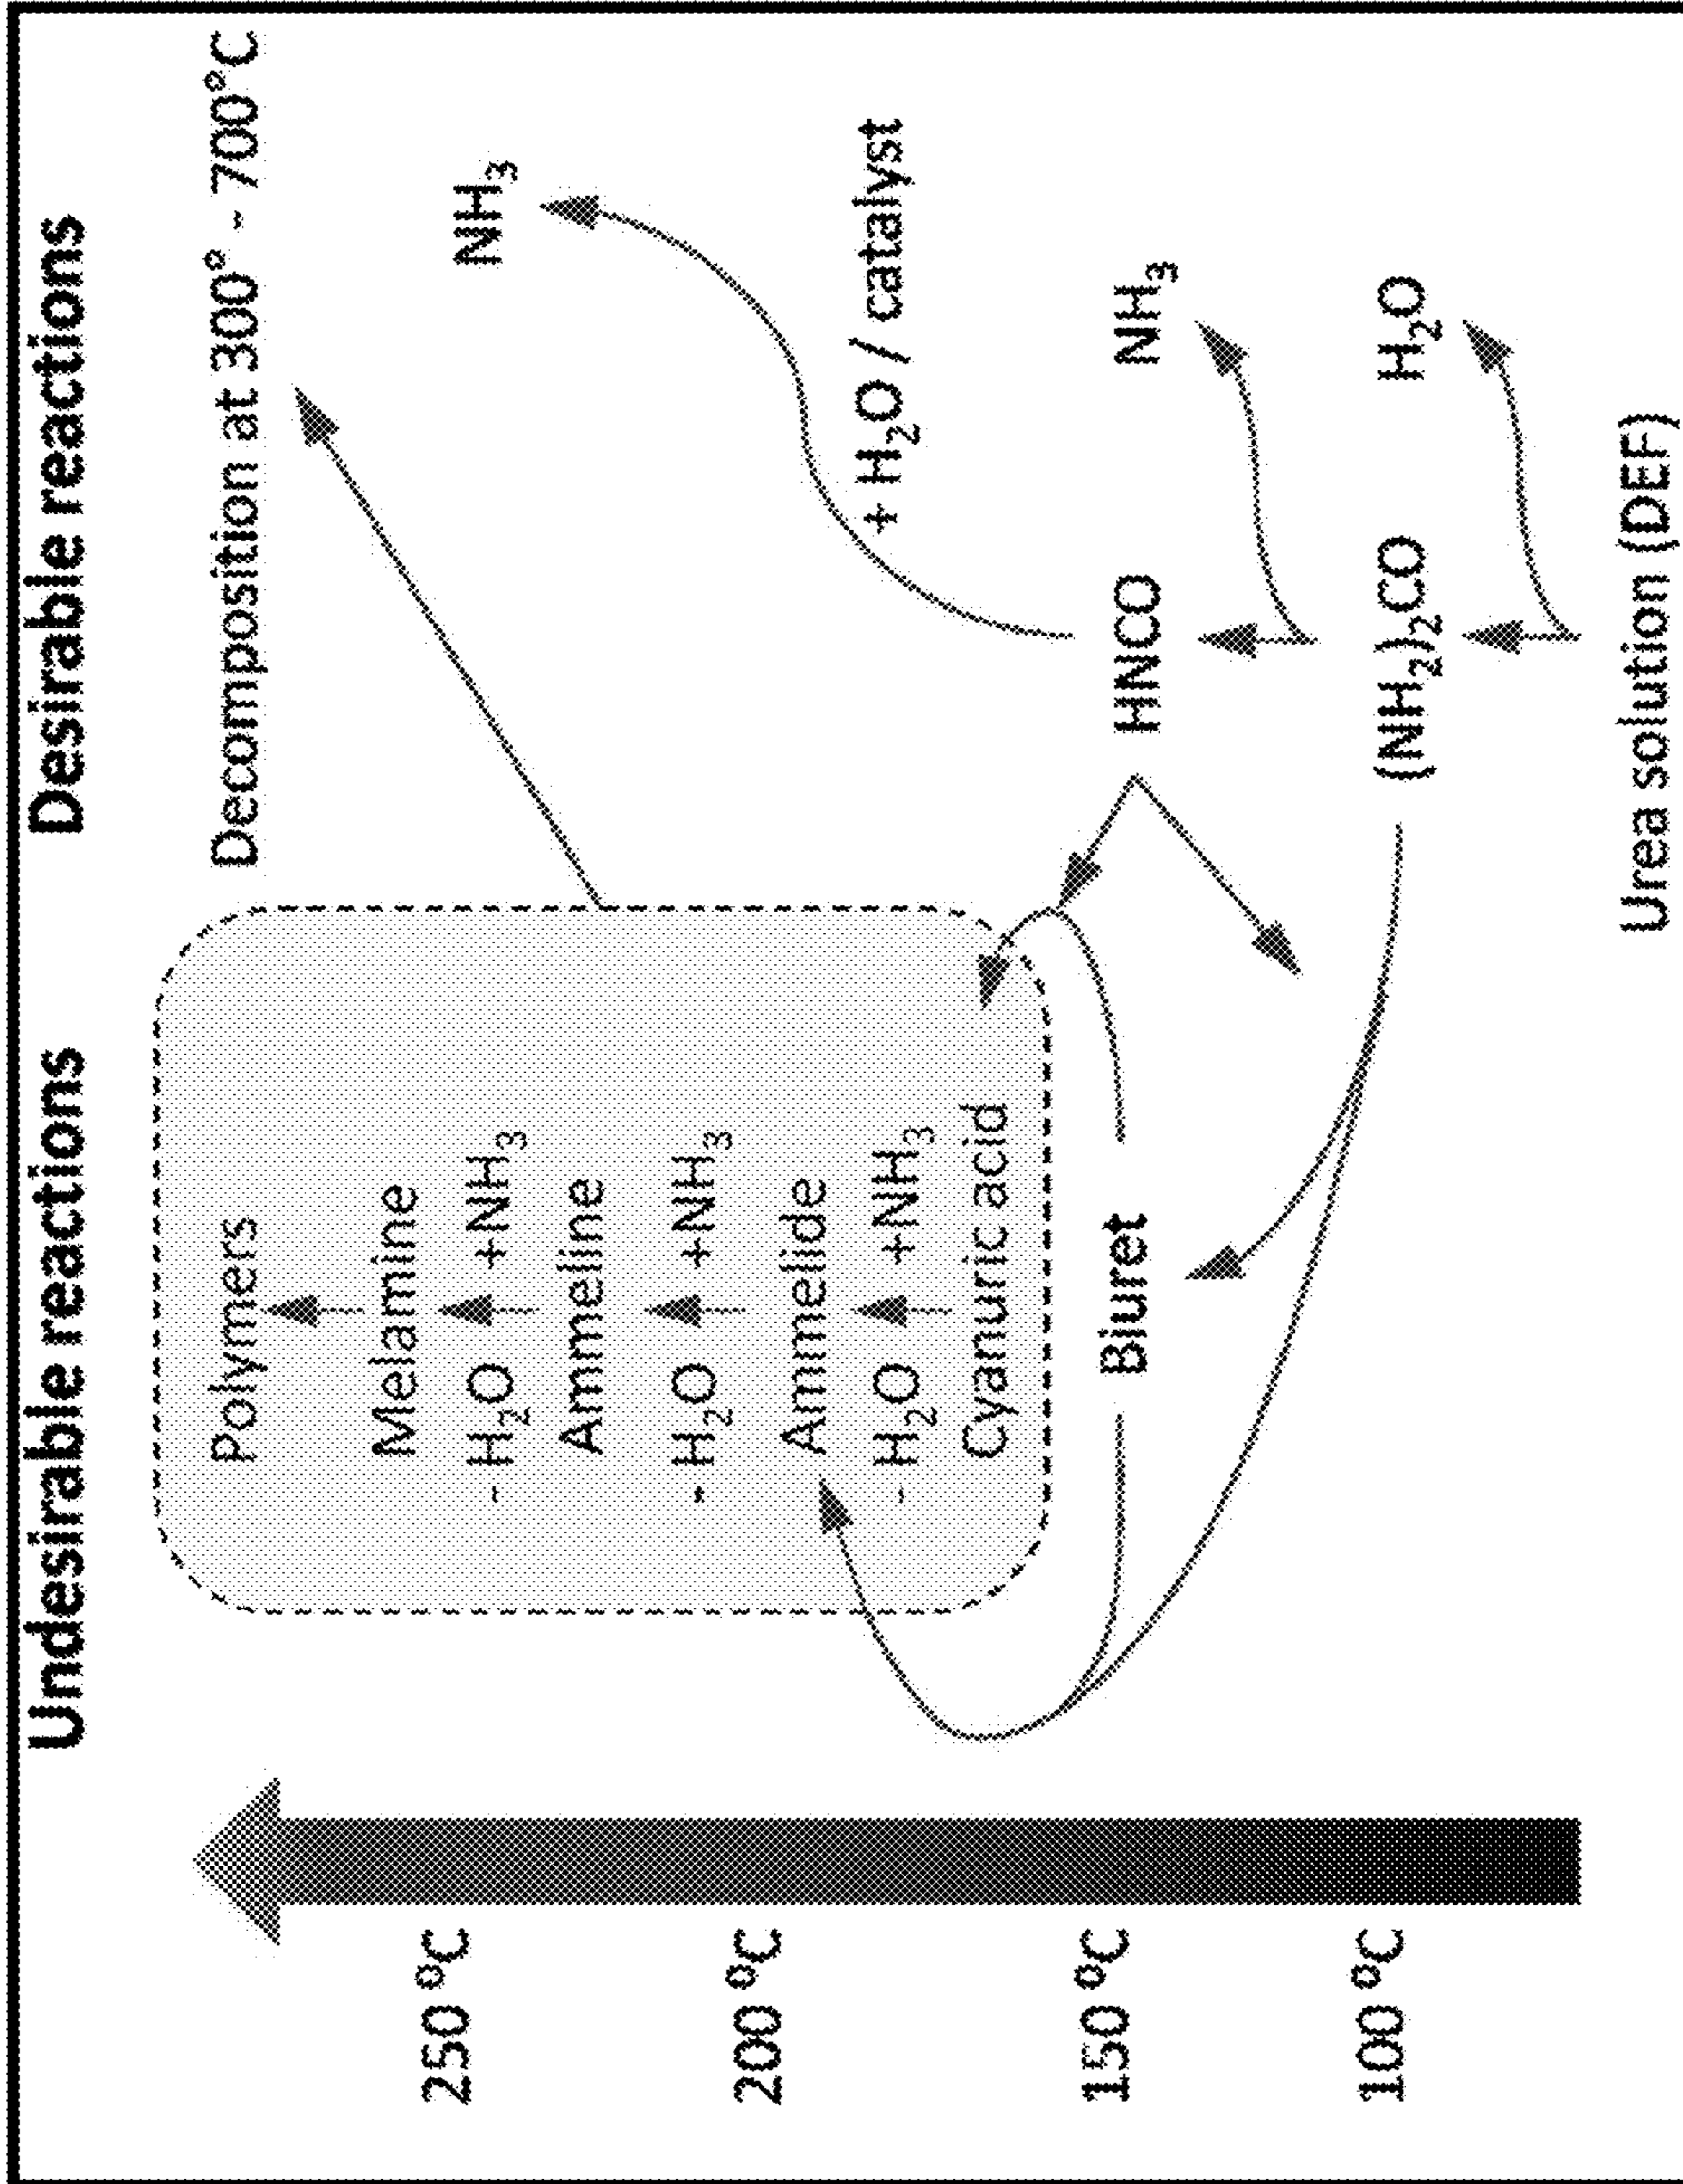 Undesirable reactions
Desirable reactions
250 °C
200 °C
150 °C
100 °C
Polymers
Melamine
- H₂O +NH₃
Ammeline
- H₂O +NH₃
Ammelide
- H₂O +NH₃
Cyanuric acid
Biuret
Decomposition at 300° - 700°C
NH₃
+ H₂O / catalyst
HNCO
NH₃
(NH₂)₂CO
H₂O
Urea solution (DEF)